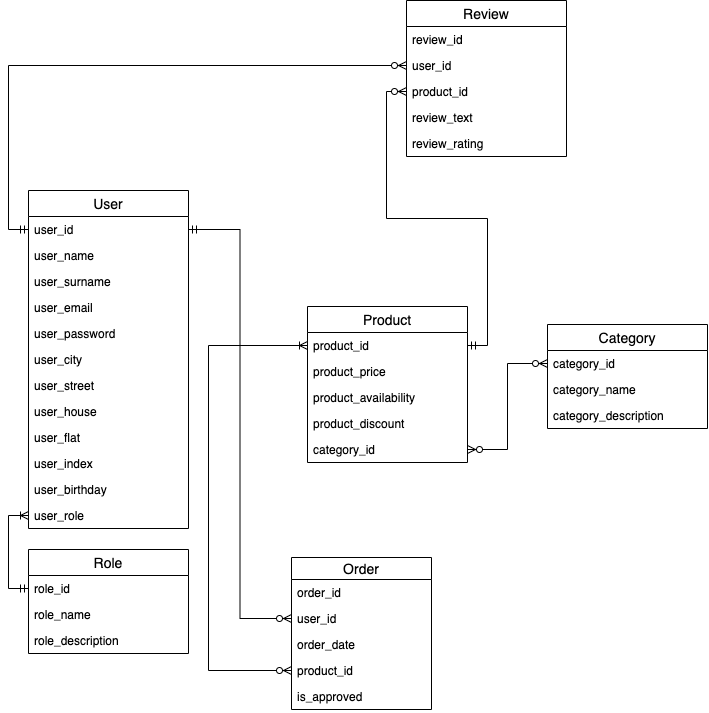 Review
review_id
user_id
product_id
review_text
review_rating
User
user_id
user_name
user_surname
user_email
user_password
user_city
user_street
user_house
user_flat
user_index
user_birthday
user_role
Product
product_id
product_price
product_availability
product_discount
category_id
Category
category_id
category_name
category_description
Role
role_id
role_name
role_description
Order
order_id
user_id
order_date
product_id
is_approved